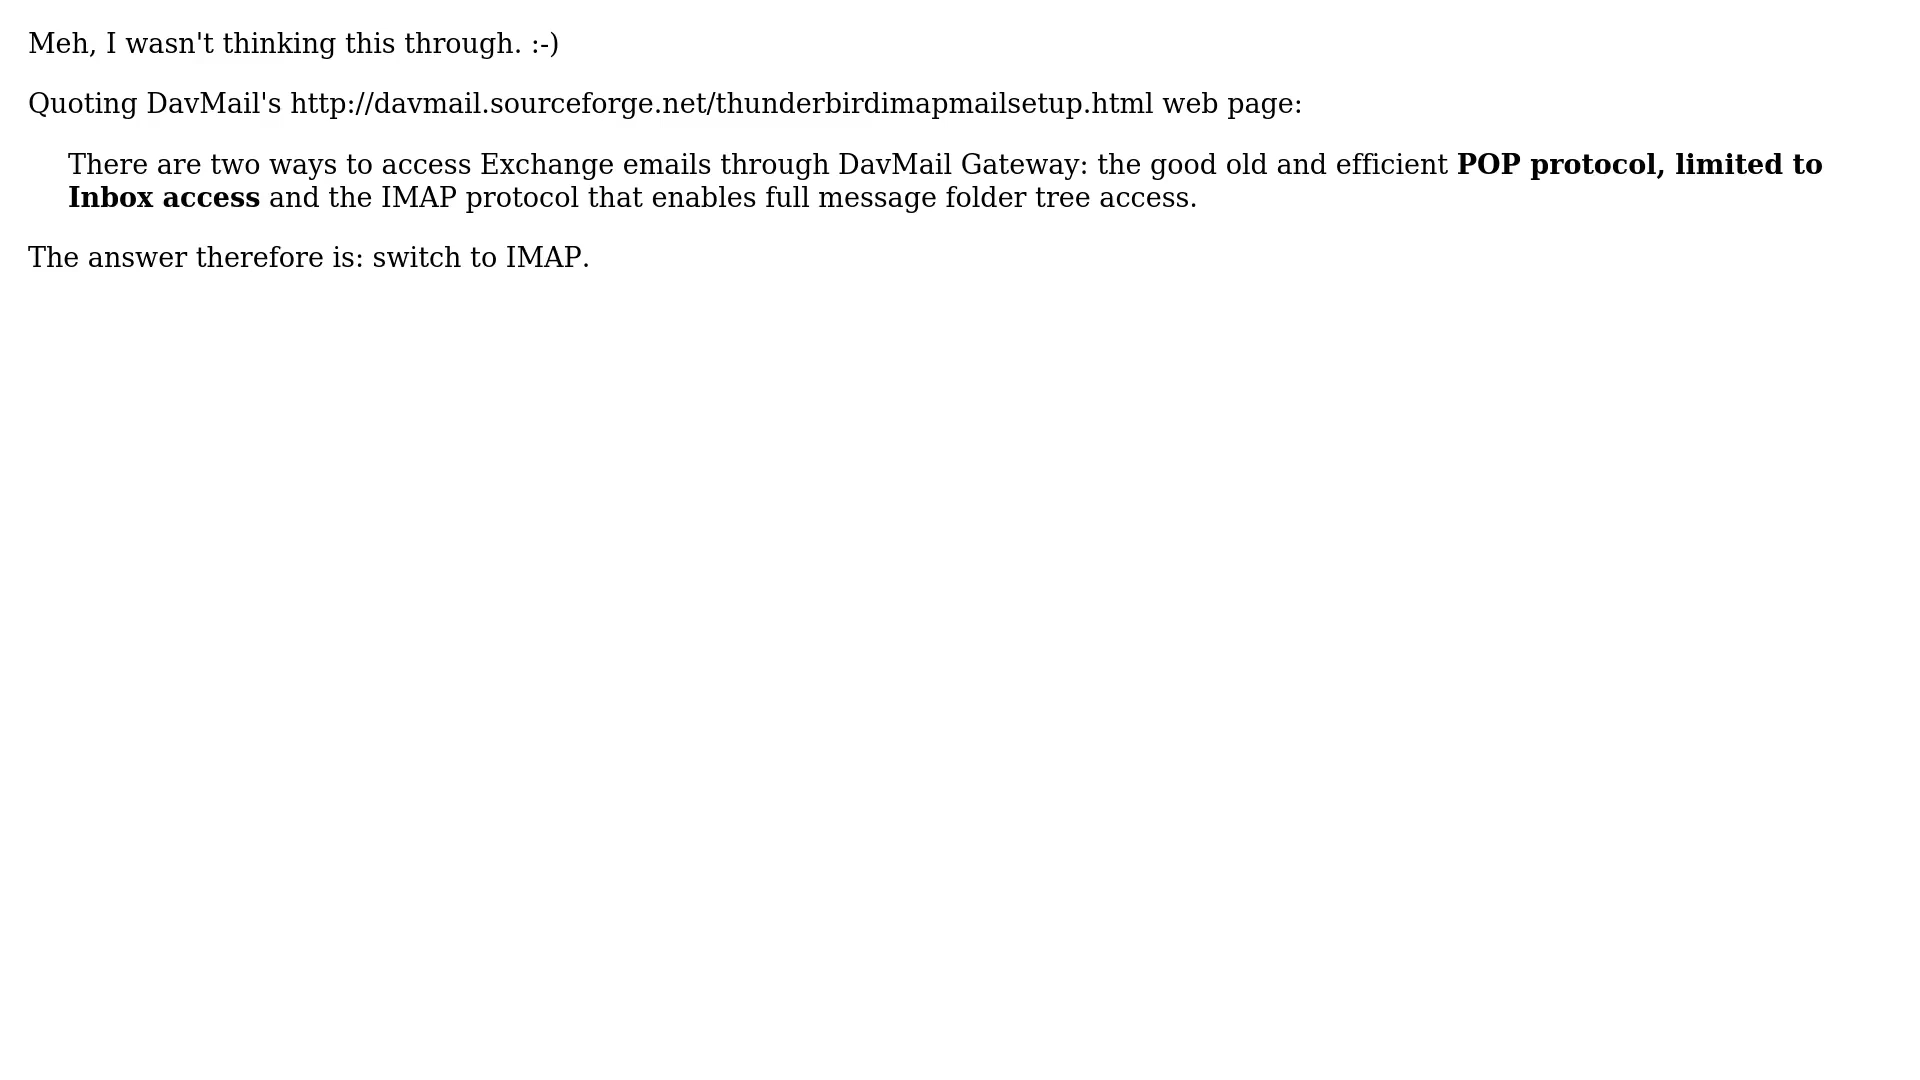 Meh, I wasn't thinking this through. :-)
Quoting DavMail's http://davmail.sourceforge.net/thunderbirdimapmailsetup.html web page:
There are two ways to access Exchange emails through DavMail Gateway: the good old and efficient POP protocol, limited to
Inbox access and the IMAP protocol that enables full message folder tree access.
The answer therefore is: switch to IMAP.